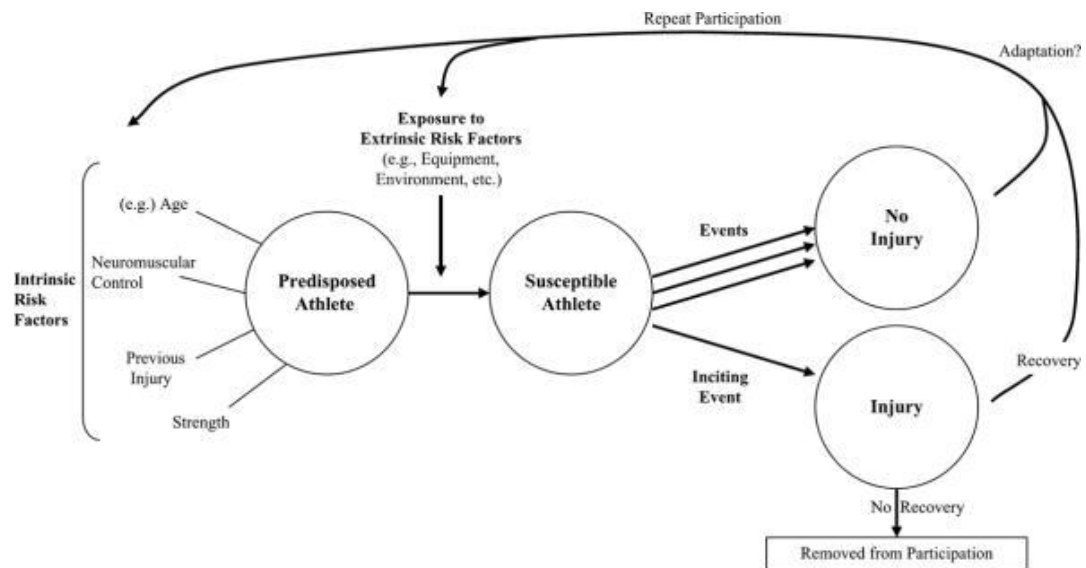 Repeat Participation
Adaptation?
Exposure to
Extrinsic Risk Factors
(e.g., Equipment,
Environment, etc.)
(e.g.) Age
Neuromuscular
Control
Intrinsic
Risk
Factors
Previous
Injury
Strength
Predisposed
Athlete
Susceptible
Athlete
Events
No
Injury
Inciting
Event
Injury
Recovery
No Recovery
Removed from Participation